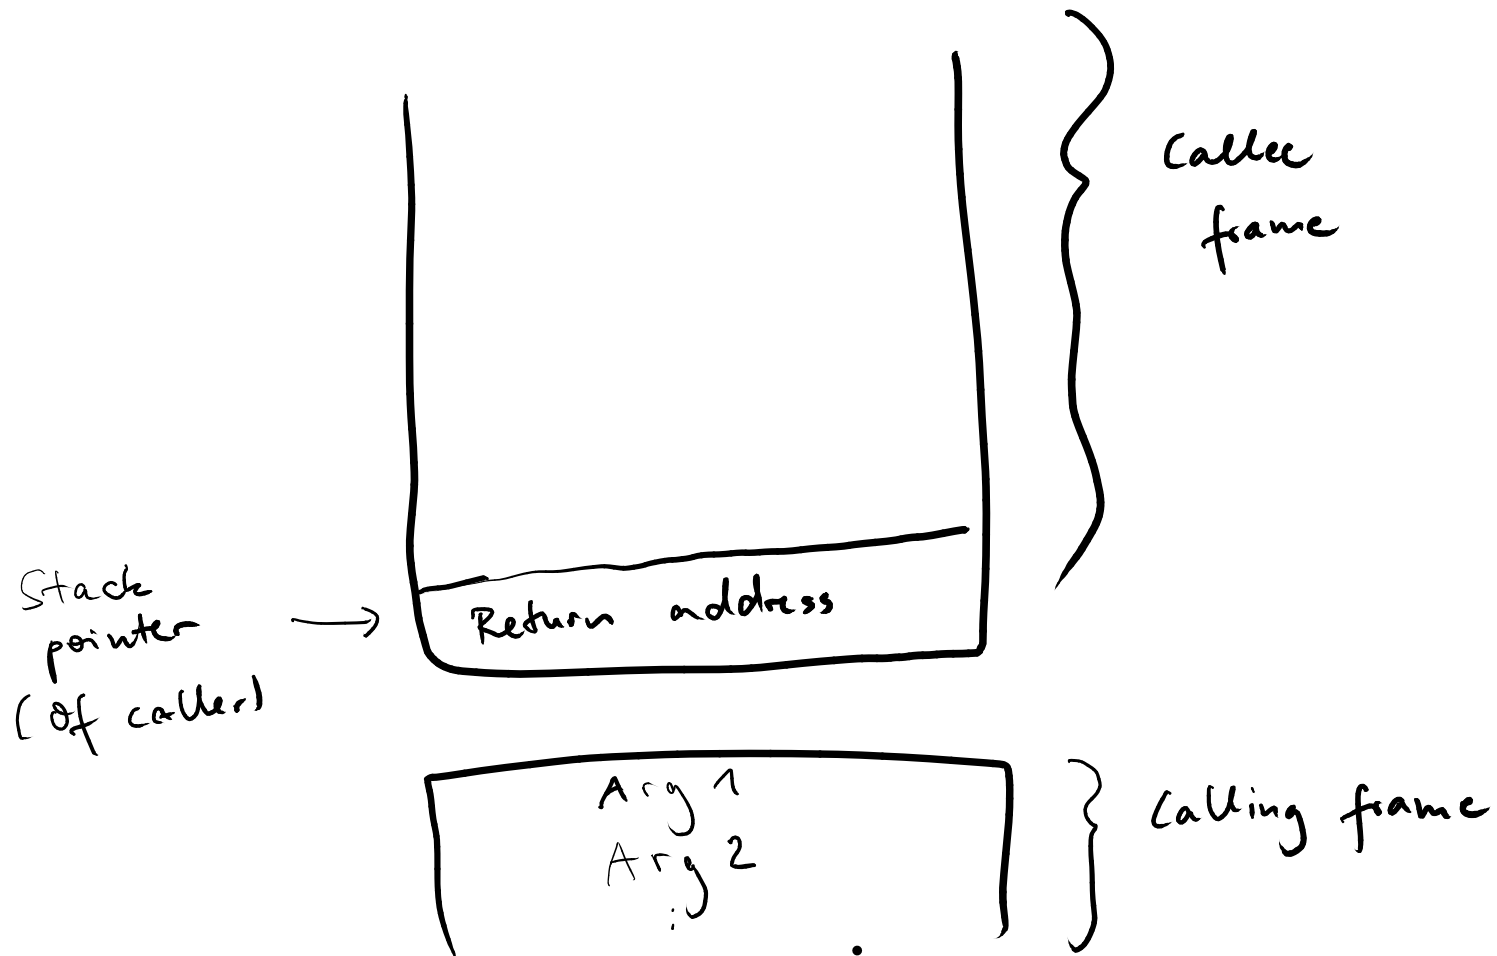 Callee
frame
Return address
Stack
pointer
(Of caller)
Arg 1
Arg 2
:
Calling frame